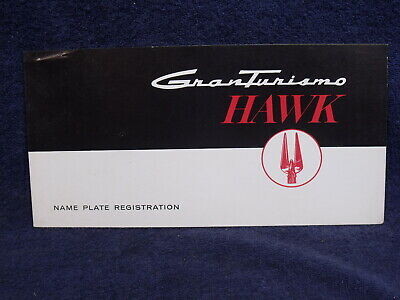 GranTurismo
HAWK
NAME PLATE REGISTRATION